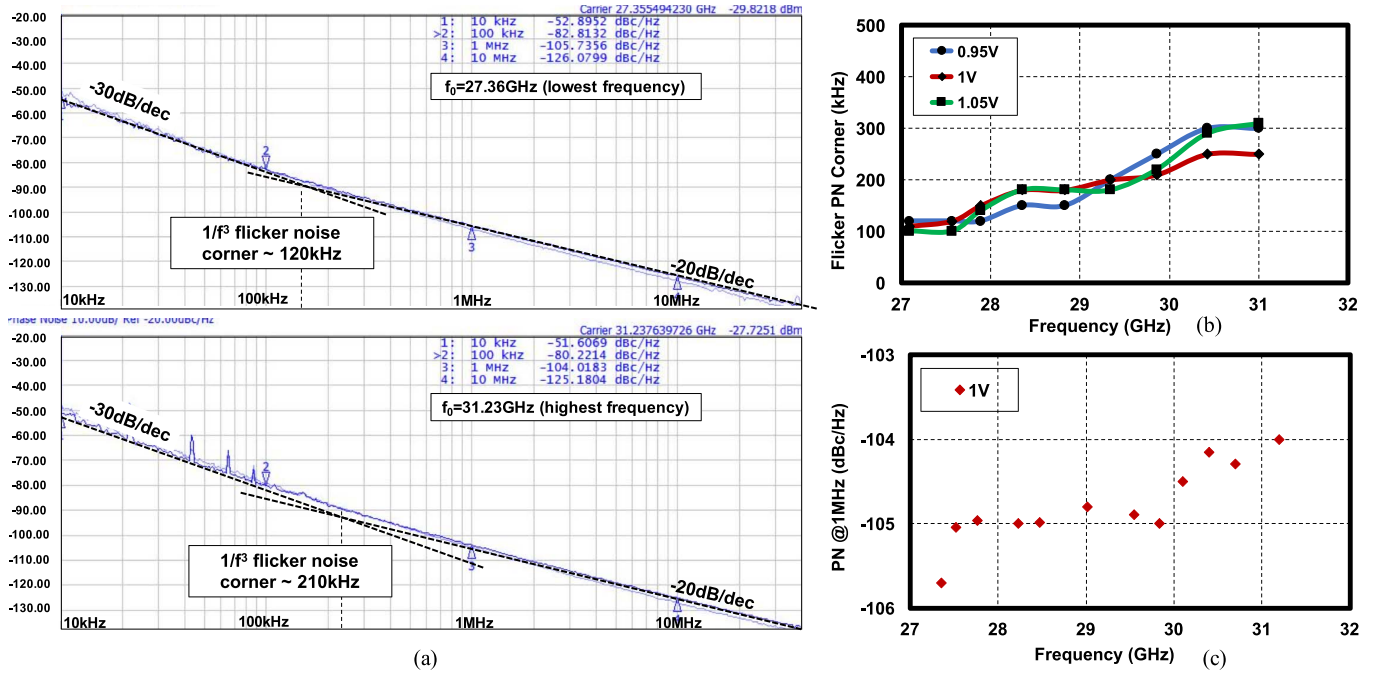 Carrier 27.355494230 GHz -29.8218 dBm
1: 10 kHz -52.8952 dBc/Hz
>2: 100 kHz -82.8132 dBc/Hz
3: 1 MHz -105.7356 dBc/Hz
4: 10 MHz -126.0799 dBc/Hz
f₀=27.36GHz (lowest frequency)
-20.00
-30.00
-40.00
-50.00
-60.00
-70.00
-80.00
-90.00
-100.00
-110.00
-120.00
-130.00
-30dB/dec
2
1/f³ flicker noise
corner ~ 120kHz
3
-20dB/dec
10kHz
100kHz
1MHz
10MHz
Phase Noise 10.00dB/ Ref -20.00dBc/Hz
Carrier 31.237639726 GHz -27.7251 dBm
1: 10 kHz -51.6069 dBc/Hz
>2: 100 kHz -80.2214 dBc/Hz
3: 1 MHz -104.0183 dBc/Hz
4: 10 MHz -125.1804 dBc/Hz
f₀=31.23GHz (highest frequency)
-20.00
-30.00
-40.00
-50.00
-60.00
-70.00
-80.00
-90.00
-100.00
-110.00
-120.00
-130.00
-30dB/dec
2
1/f³ flicker noise
corner ~ 210kHz
3
-20dB/dec
10kHz
100kHz
1MHz
10MHz
(a)
Flicker PN Corner (kHz)
500
400
300
200
100
0
0.95V
1V
1.05V
27
28
29
30
31
32
Frequency (GHz)
(b)
PN @1MHz (dBc/Hz)
-103
-104
-105
-106
1V
27
28
29
30
31
32
Frequency (GHz)
(c)